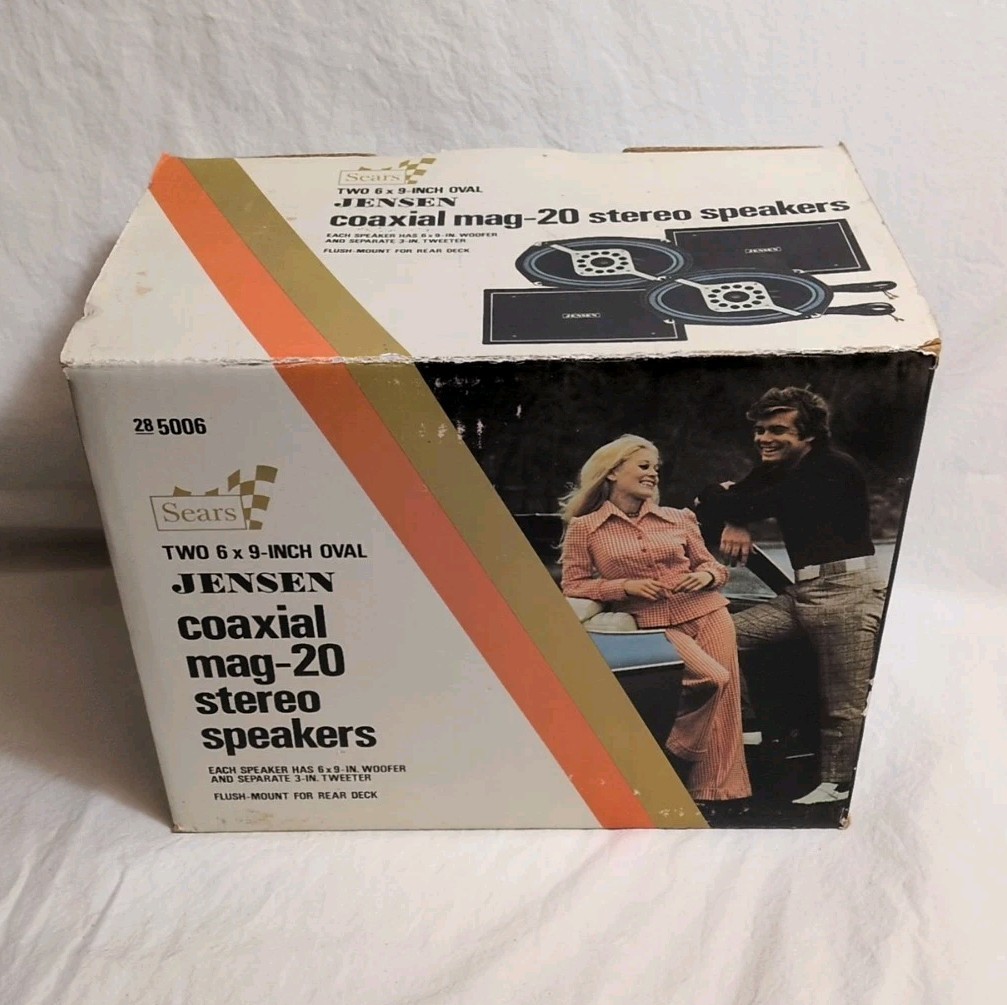 Sears
TWO 6 x 9-INCH OVAL
JENSEN
coaxial mag-20 stereo speakers
EACH SPEAKER HAS 6 x 9-IN. WOOFER
AND SEPARATE 3-IN. TWEETER
FLUSH-MOUNT FOR REAR DECK
JENSEN
JENSEN
28 5006
Sears
TWO 6 x 9-INCH OVAL
JENSEN
coaxial
mag-20
stereo
speakers
EACH SPEAKER HAS 6 x 9-IN. WOOFER
AND SEPARATE 3-IN. TWEETER
FLUSH-MOUNT FOR REAR DECK